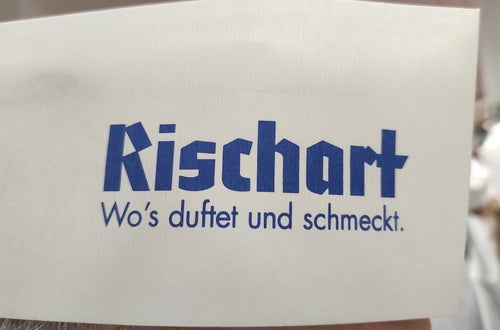 Rischart
Wo's duftet und schmeckt.